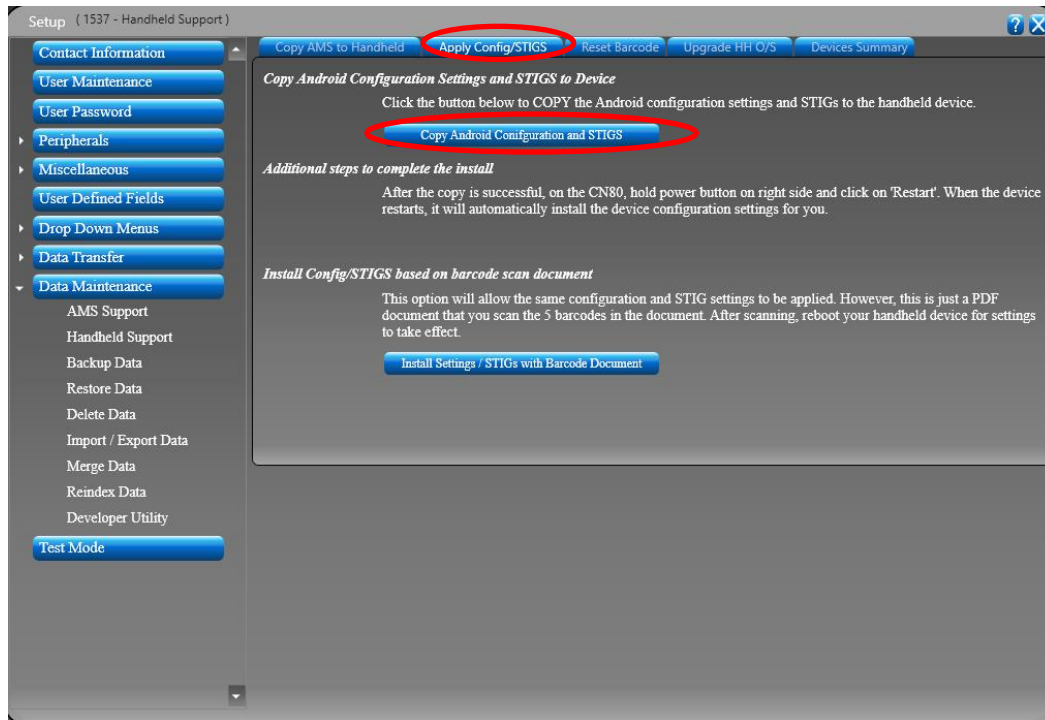 Setup ( 1537 - Handheld Support )
? X
Contact Information
User Maintenance
User Password
Peripherals
Miscellaneous
User Defined Fields
Drop Down Menus
Data Transfer
Data Maintenance
AMS Support
Handheld Support
Backup Data
Restore Data
Delete Data
Import / Export Data
Merge Data
Reindex Data
Developer Utility
Test Mode
Copy AMS to Handheld Apply Config/STIGS Reset Barcode Upgrade HH O/S Devices Summary
Copy Android Configuration Settings and STIGS to Device
Click the button below to COPY the Android configuration settings and STIGs to the handheld device.
Copy Android Conifguration and STIGS
Additional steps to complete the install
After the copy is successful, on the CN80, hold power button on right side and click on 'Restart'. When the device
restarts, it will automatically install the device configuration settings for you.
Install Config/STIGS based on barcode scan document
This option will allow the same configuration and STIG settings to be applied. However, this is just a PDF
document that you scan the 5 barcodes in the document. After scanning, reboot your handheld device for settings
to take effect.
Install Settings / STIGs with Barcode Document